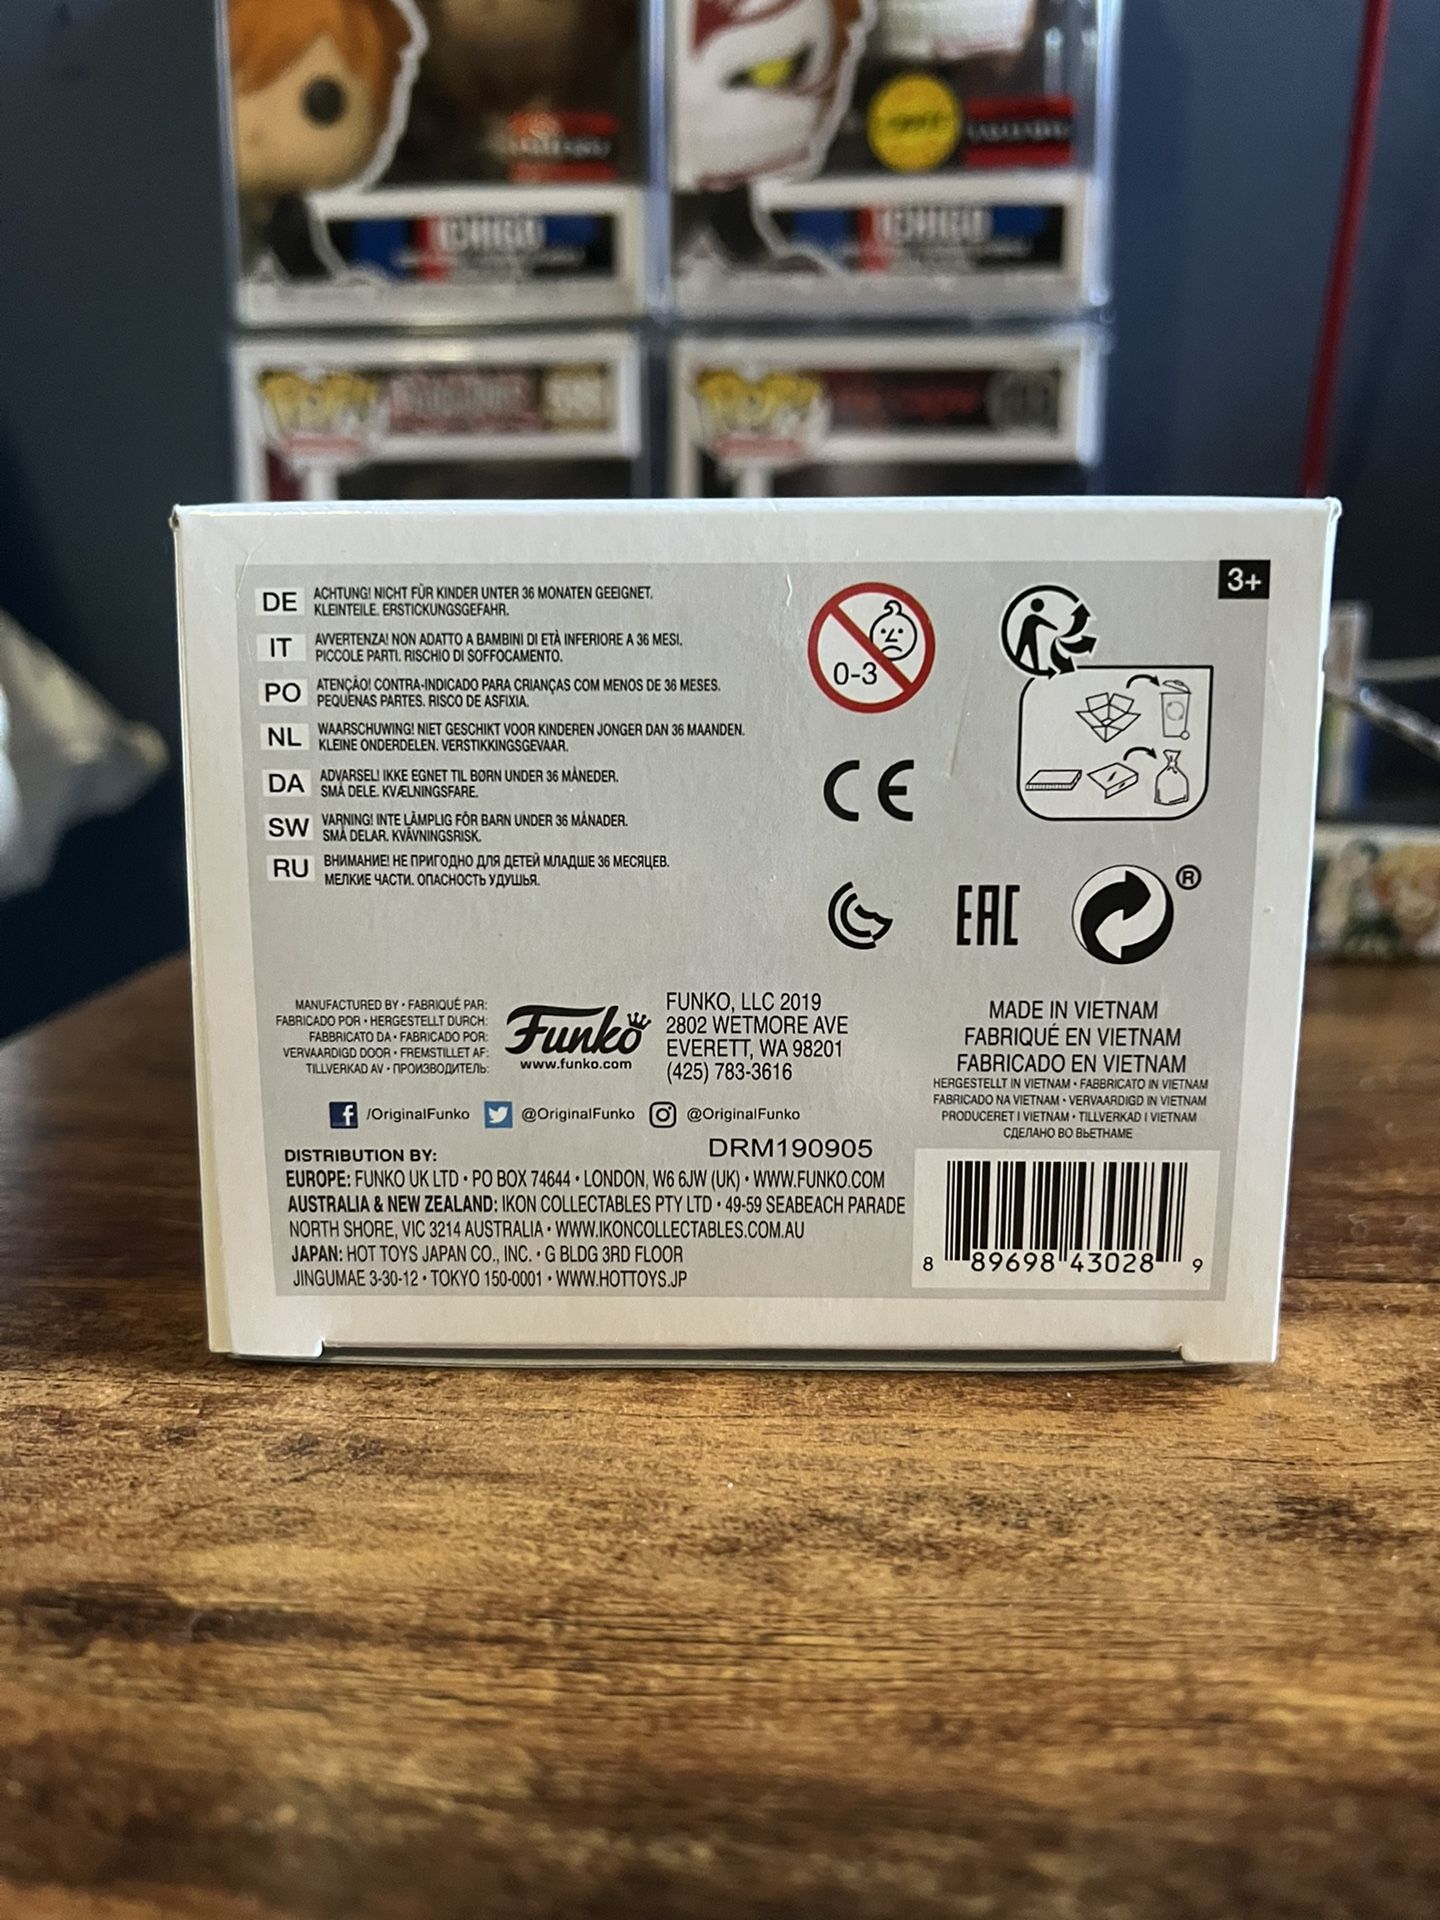 ICHIGO
ICHIGO
POP!
POP!
3+
DE ACHTUNG! NICHT FÜR KINDER UNTER 36 MONATEN GEEIGNET.
KLEINTEILE. ERSTICKUNGSGEFAHR.
IT AVVERTENZA! NON ADATTO A BAMBINI DI ETÀ INFERIORE A 36 MESI.
PICCOLE PARTI. RISCHIO DI SOFFOCAMENTO.
PO ATENÇÃO! CONTRA-INDICADO PARA CRIANÇAS COM MENOS DE 36 MESES.
PEQUENAS PARTES. RISCO DE ASFIXIA.
NL WAARSCHUWING! NIET GESCHIKT VOOR KINDEREN JONGER DAN 36 MAANDEN.
KLEINE ONDERDELEN. VERSTIKKINGSGEVAAR.
DA ADVARSEL! IKKE EGNET TIL BØRN UNDER 36 MÅNEDER.
SMÅ DELE. KVÆLNINGSFARE.
SW VARNING! INTE LÄMPLIG FÖR BARN UNDER 36 MÅNADER.
SMÅ DELAR. KVÄVNINGSRISK.
RU ВНИМАНИЕ! НЕ ПРИГОДНО ДЛЯ ДЕТЕЙ МЛАДШЕ 36 МЕСЯЦЕВ.
МЕЛКИЕ ЧАСТИ. ОПАСНОСТЬ УДУШЬЯ.
0-3
CE
EAC
®
MANUFACTURED BY • FABRIQUÉ PAR:
FABRICADO POR • HERGESTELLT DURCH:
FABBRICATO DA • FABRICADO POR:
VERVAARDIGD DOOR • FREMSTILLET AF:
TILLVERKAD AV • ПРОИЗВОДИТЕЛЬ:
Funko
www.funko.com
FUNKO, LLC 2019
2802 WETMORE AVE
EVERETT, WA 98201
(425) 783-3616
MADE IN VIETNAM
FABRIQUÉ EN VIETNAM
FABRICADO EN VIETNAM
HERGESTELLT IN VIETNAM • FABBRICATO IN VIETNAM
FABRICADO NA VIETNAM • VERVAARDIGD IN VIETNAM
PRODUCERET I VIETNAM • TILLVERKAD I VIETNAM
СДЕЛАНО ВО ВЬЕТНАМЕ
/OriginalFunko @OriginalFunko @OriginalFunko
DRM190905
DISTRIBUTION BY:
EUROPE: FUNKO UK LTD • PO BOX 74644 • LONDON, W6 6JW (UK) • WWW.FUNKO.COM
AUSTRALIA & NEW ZEALAND: IKON COLLECTABLES PTY LTD • 49-59 SEABEACH PARADE
NORTH SHORE, VIC 3214 AUSTRALIA • WWW.IKONCOLLECTABLES.COM.AU
JAPAN: HOT TOYS JAPAN CO., INC. • G BLDG 3RD FLOOR
JINGUMAE 3-30-12 • TOKYO 150-0001 • WWW.HOTTOYS.JP
8 89698 43028 9